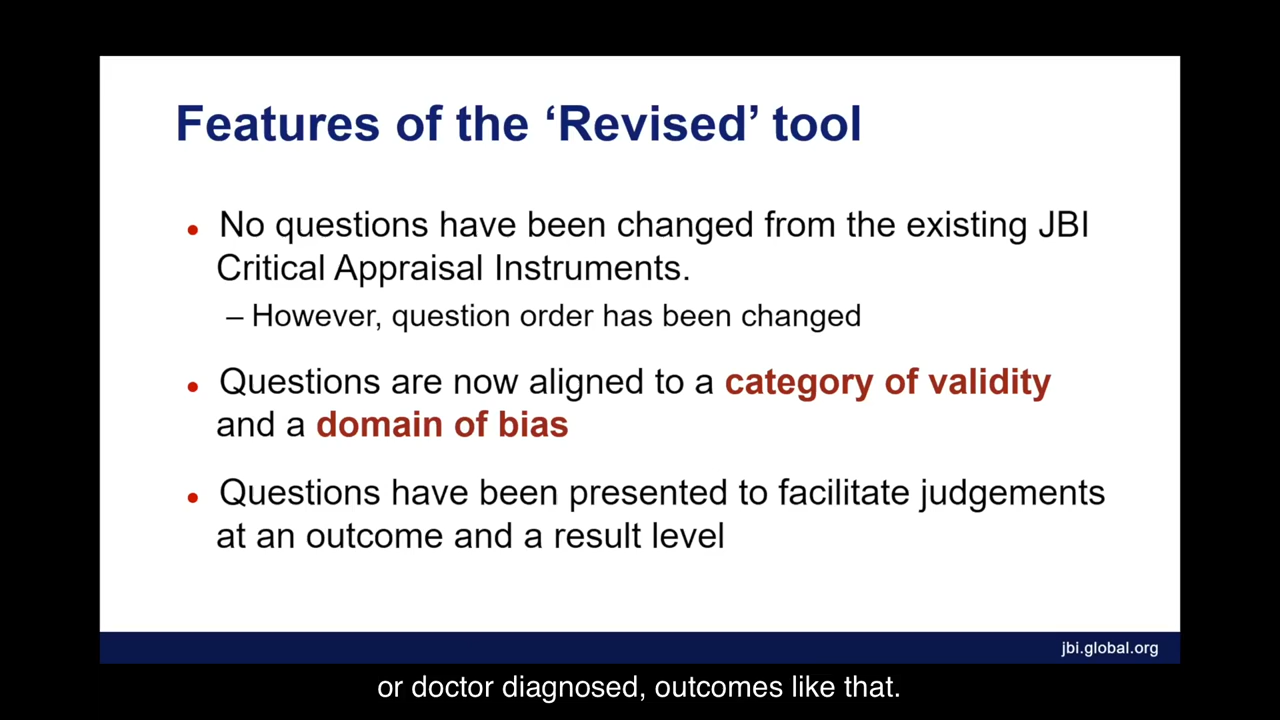 Features of the ‘Revised’ tool
• No questions have been changed from the existing JBI
Critical Appraisal Instruments.
– However, question order has been changed
• Questions are now aligned to a category of validity
and a domain of bias
• Questions have been presented to facilitate judgements
at an outcome and a result level
jbi.global.org
or doctor diagnosed, outcomes like that.